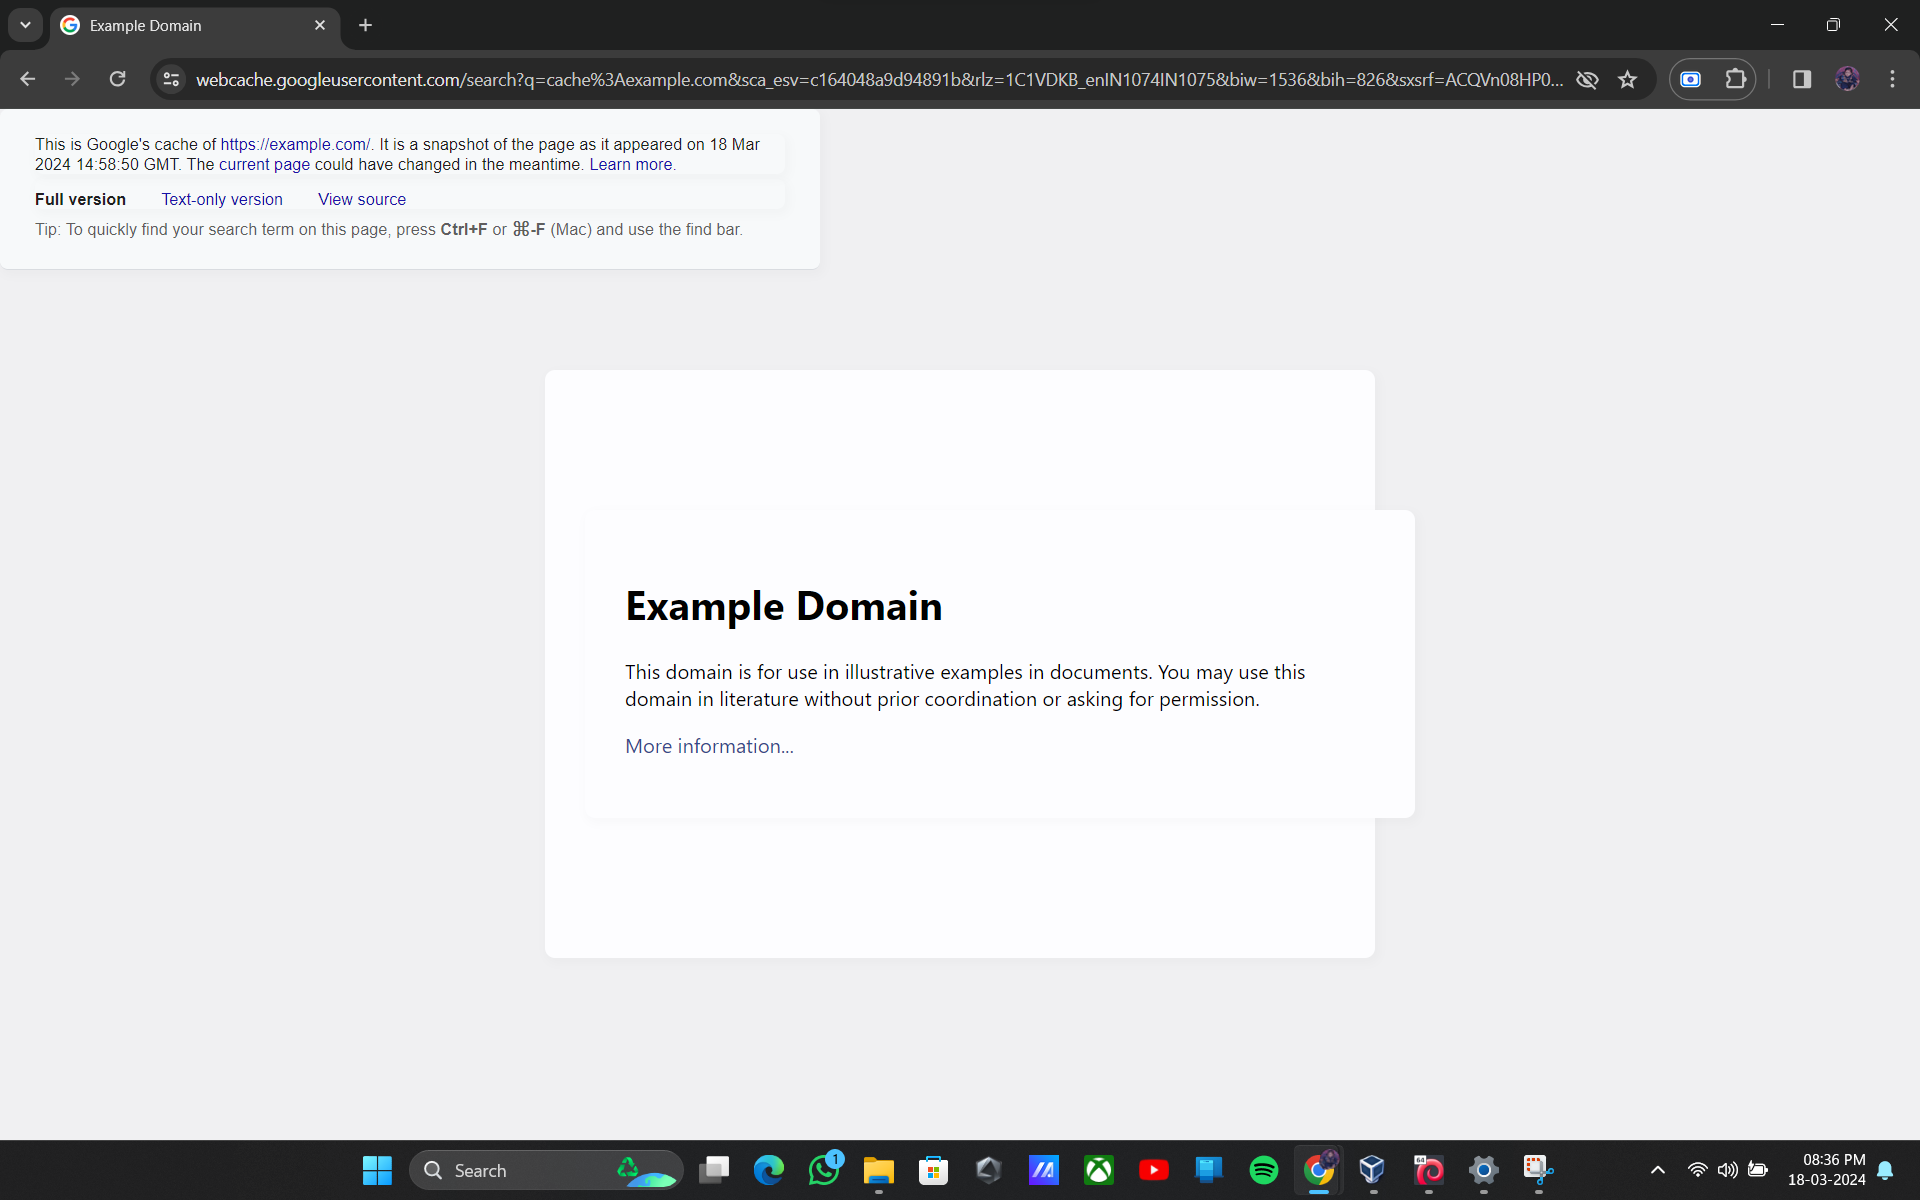 Example Domain
webcache.googleusercontent.com/search?q=cache%3Aexample.com&sca_esv=c164048a9d94891b&rlz=1C1VDKB_enIN1074IN1075&biw=1536&bih=826&sxsrf=ACQVn08HP0...
This is Google's cache of https://example.com/. It is a snapshot of the page as it appeared on 18 Mar
2024 14:58:50 GMT. The current page could have changed in the meantime. Learn more.
Full version Text-only version View source
Tip: To quickly find your search term on this page, press Ctrl+F or ⌘-F (Mac) and use the find bar.
Example Domain
This domain is for use in illustrative examples in documents. You may use this
domain in literature without prior coordination or asking for permission.
More information...
Search
1
64
08:36 PM
18-03-2024